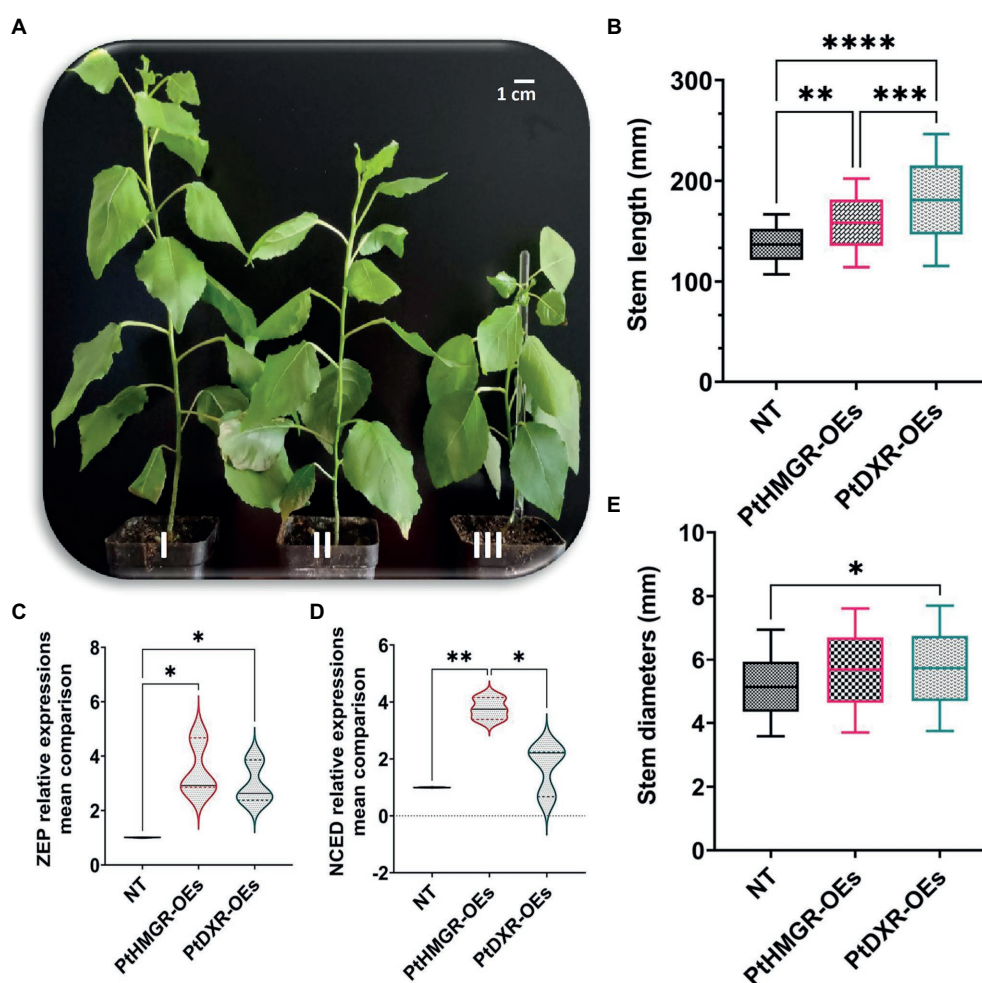 A
1 cm
I
II
III
B
****
**
***
300
200
100
0
Stem length (mm)
NT
PtHMGR-OEs
PtDXR-OEs
C
*
*
8
6
4
2
0
ZEP relative expressions
mean comparison
NT
PtHMGR-OEs
PtDXR-OEs
D
**
*
6
4
2
0
-2
NCED relative expressions
mean comparison
NT
PtHMGR-OEs
PtDXR-OEs
E
*
10
8
6
4
2
0
Stem diameters (mm)
NT
PtHMGR-OEs
PtDXR-OEs